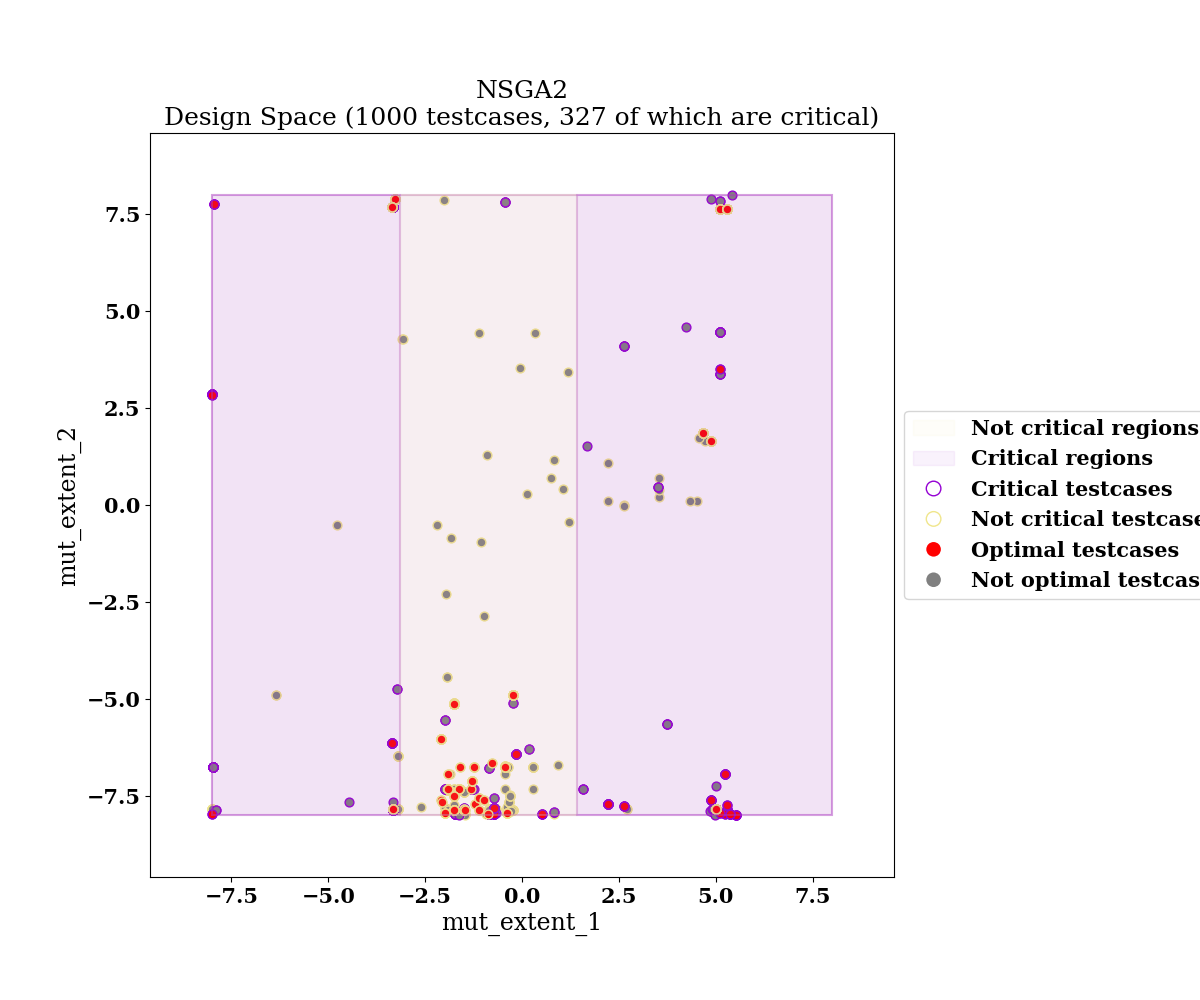 NSGA2
Design Space (1000 testcases, 327 of which are critical)
7.5
5.0
2.5
0.0
−2.5
−5.0
−7.5
mut_extent_2
−7.5 −5.0 −2.5 0.0 2.5 5.0 7.5
mut_extent_1
Not critical regions
Critical regions
Critical testcases
Not critical testcase
Optimal testcases
Not optimal testcas